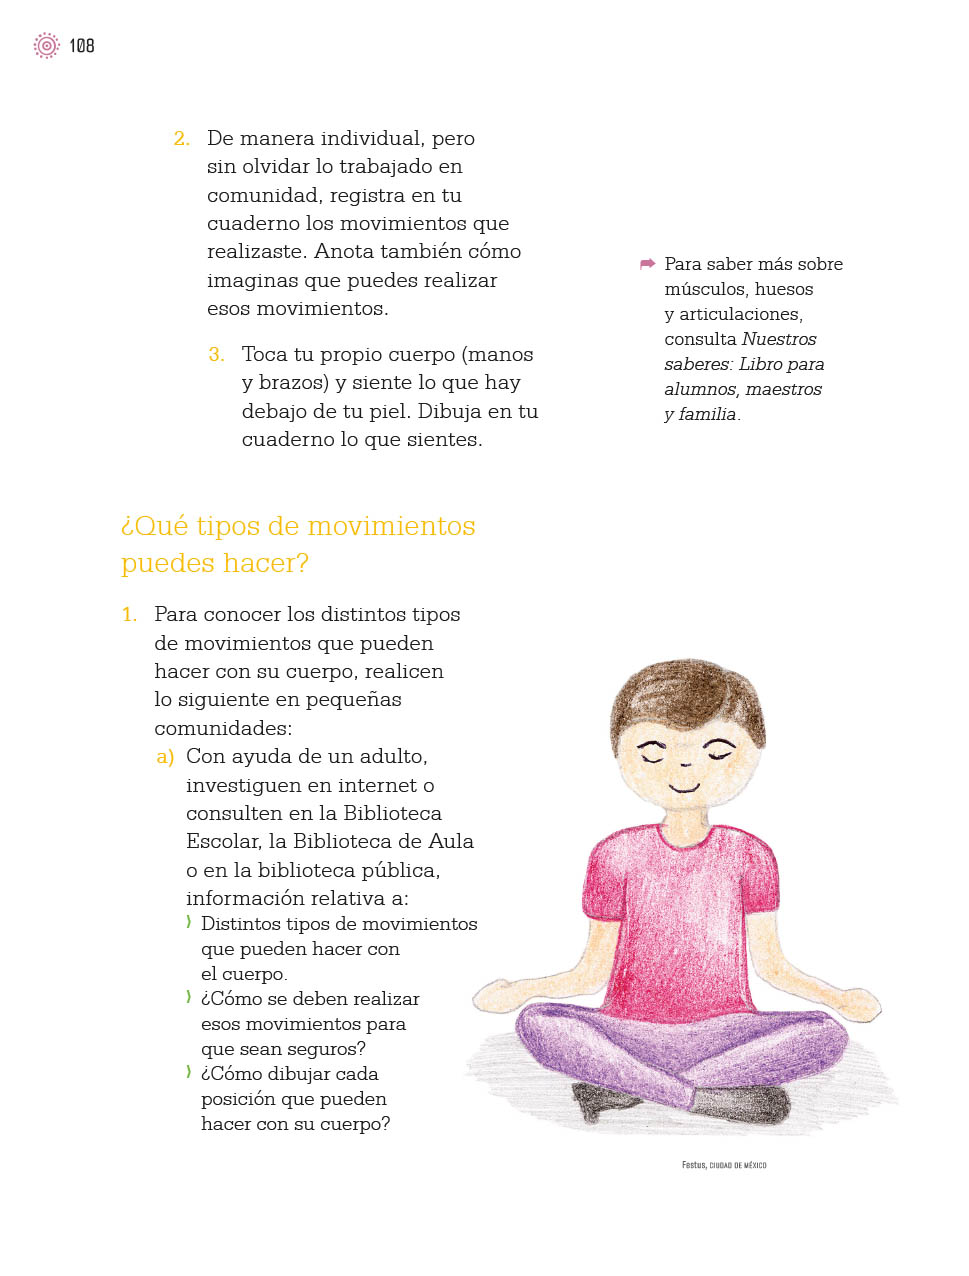 108
2. De manera individual, pero
sin olvidar lo trabajado en
comunidad, registra en tu
cuaderno los movimientos que
realizaste. Anota también cómo
imaginas que puedes realizar
esos movimientos.
3. Toca tu propio cuerpo (manos
y brazos) y siente lo que hay
debajo de tu piel. Dibuja en tu
cuaderno lo que sientes.
Para saber más sobre
músculos, huesos
y articulaciones,
consulta Nuestros
saberes: Libro para
alumnos, maestros
y familia.
¿Qué tipos de movimientos
puedes hacer?
1. Para conocer los distintos tipos
de movimientos que pueden
hacer con su cuerpo, realicen
lo siguiente en pequeñas
comunidades:
a) Con ayuda de un adulto,
investiguen en internet o
consulten en la Biblioteca
Escolar, la Biblioteca de Aula
o en la biblioteca pública,
información relativa a:
⟩ Distintos tipos de movimientos
que pueden hacer con
el cuerpo.
⟩ ¿Cómo se deben realizar
esos movimientos para
que sean seguros?
⟩ ¿Cómo dibujar cada
posición que pueden
hacer con su cuerpo?
Festus, CIUDAD DE MÉXICO